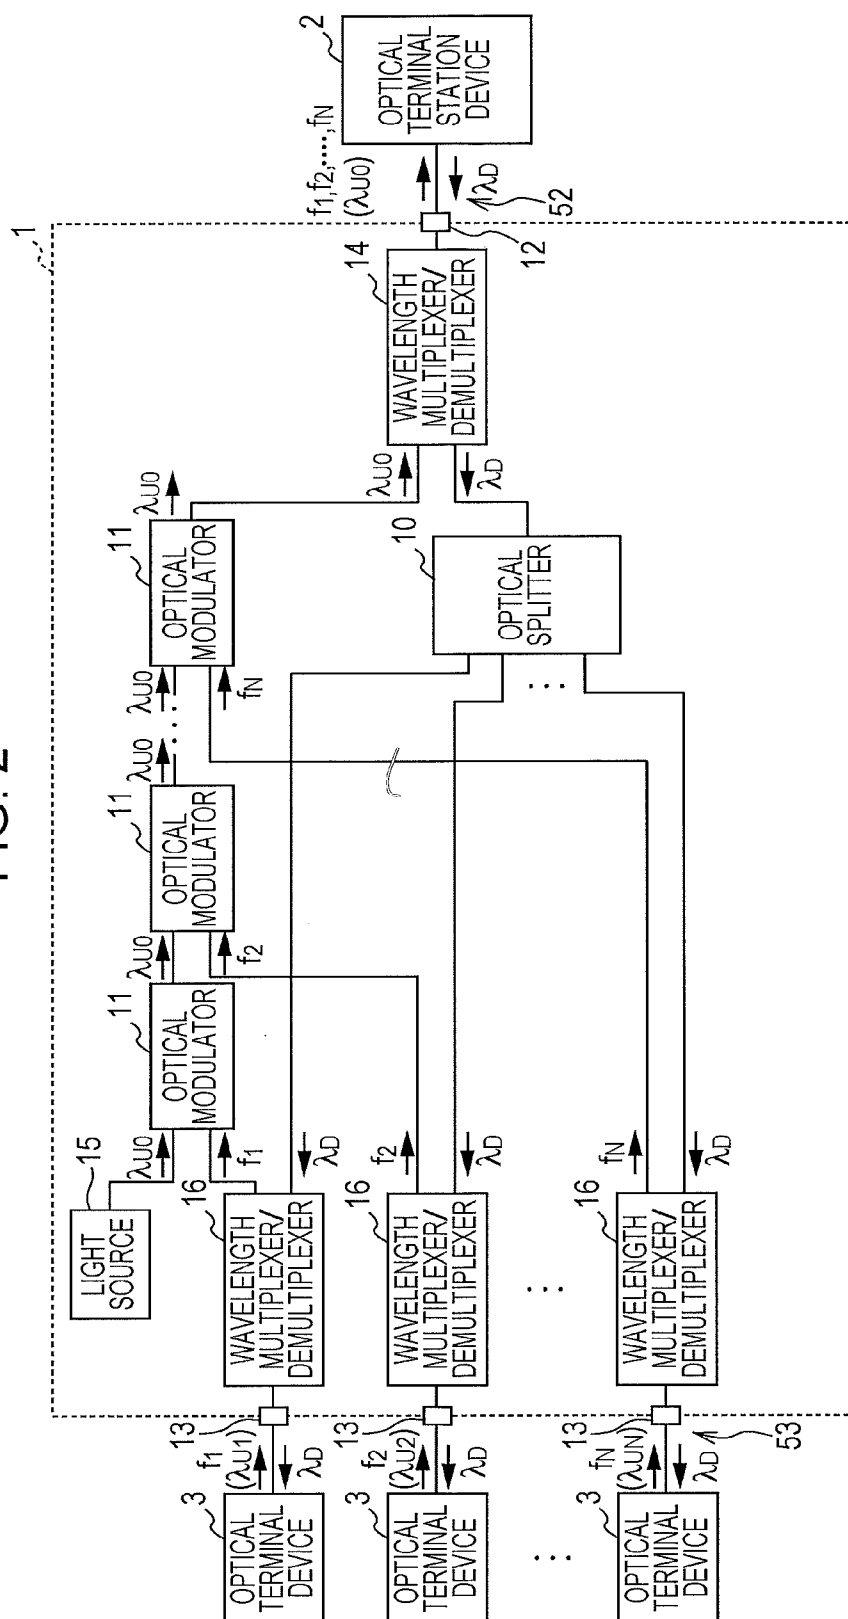 FIG. 2
1
LIGHT
SOURCE
15
λU0
f1
OPTICAL
MODULATOR
11
λU0
f2
OPTICAL
MODULATOR
11
λU0
....
λU0
fN
OPTICAL
MODULATOR
11
λU0
OPTICAL
TERMINAL
DEVICE
3
f1
(λU1)
λD
13
WAVELENGTH
MULTIPLEXER/
DEMULTIPLEXER
16
λD
OPTICAL
TERMINAL
DEVICE
3
f2
(λU2)
λD
13
WAVELENGTH
MULTIPLEXER/
DEMULTIPLEXER
16
f2
λD
...
...
...
OPTICAL
TERMINAL
DEVICE
3
fN
(λUN)
λD
13
53
WAVELENGTH
MULTIPLEXER/
DEMULTIPLEXER
16
fN
λD
OPTICAL
SPLITTER
10
λU0
λD
WAVELENGTH
MULTIPLEXER/
DEMULTIPLEXER
14
12
f1,f2,....,fN
(λU0)
λD
52
OPTICAL
TERMINAL
STATION
DEVICE
2